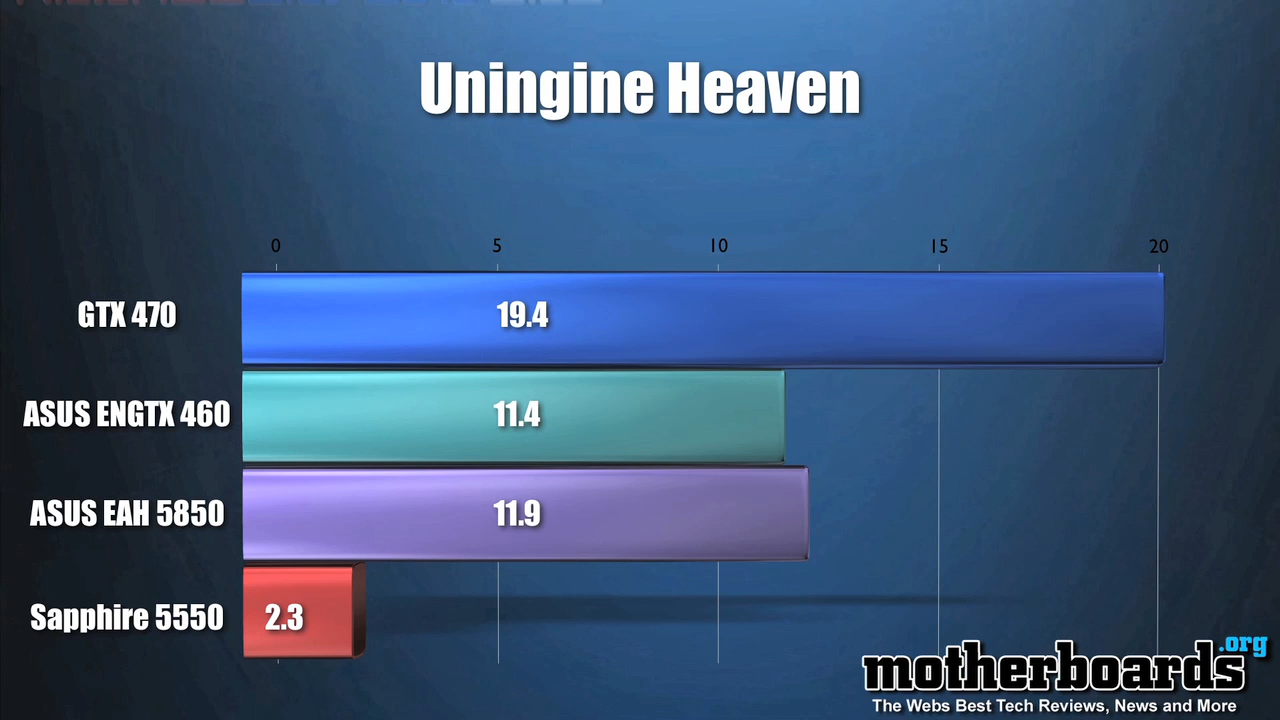 Uningine Heaven
0 5 10 15 20
GTX 470 19.4
ASUS ENGTX 460 11.4
ASUS EAH 5850 11.9
Sapphire 5550 2.3
motherboards.org
The Webs Best Tech Reviews, News and More